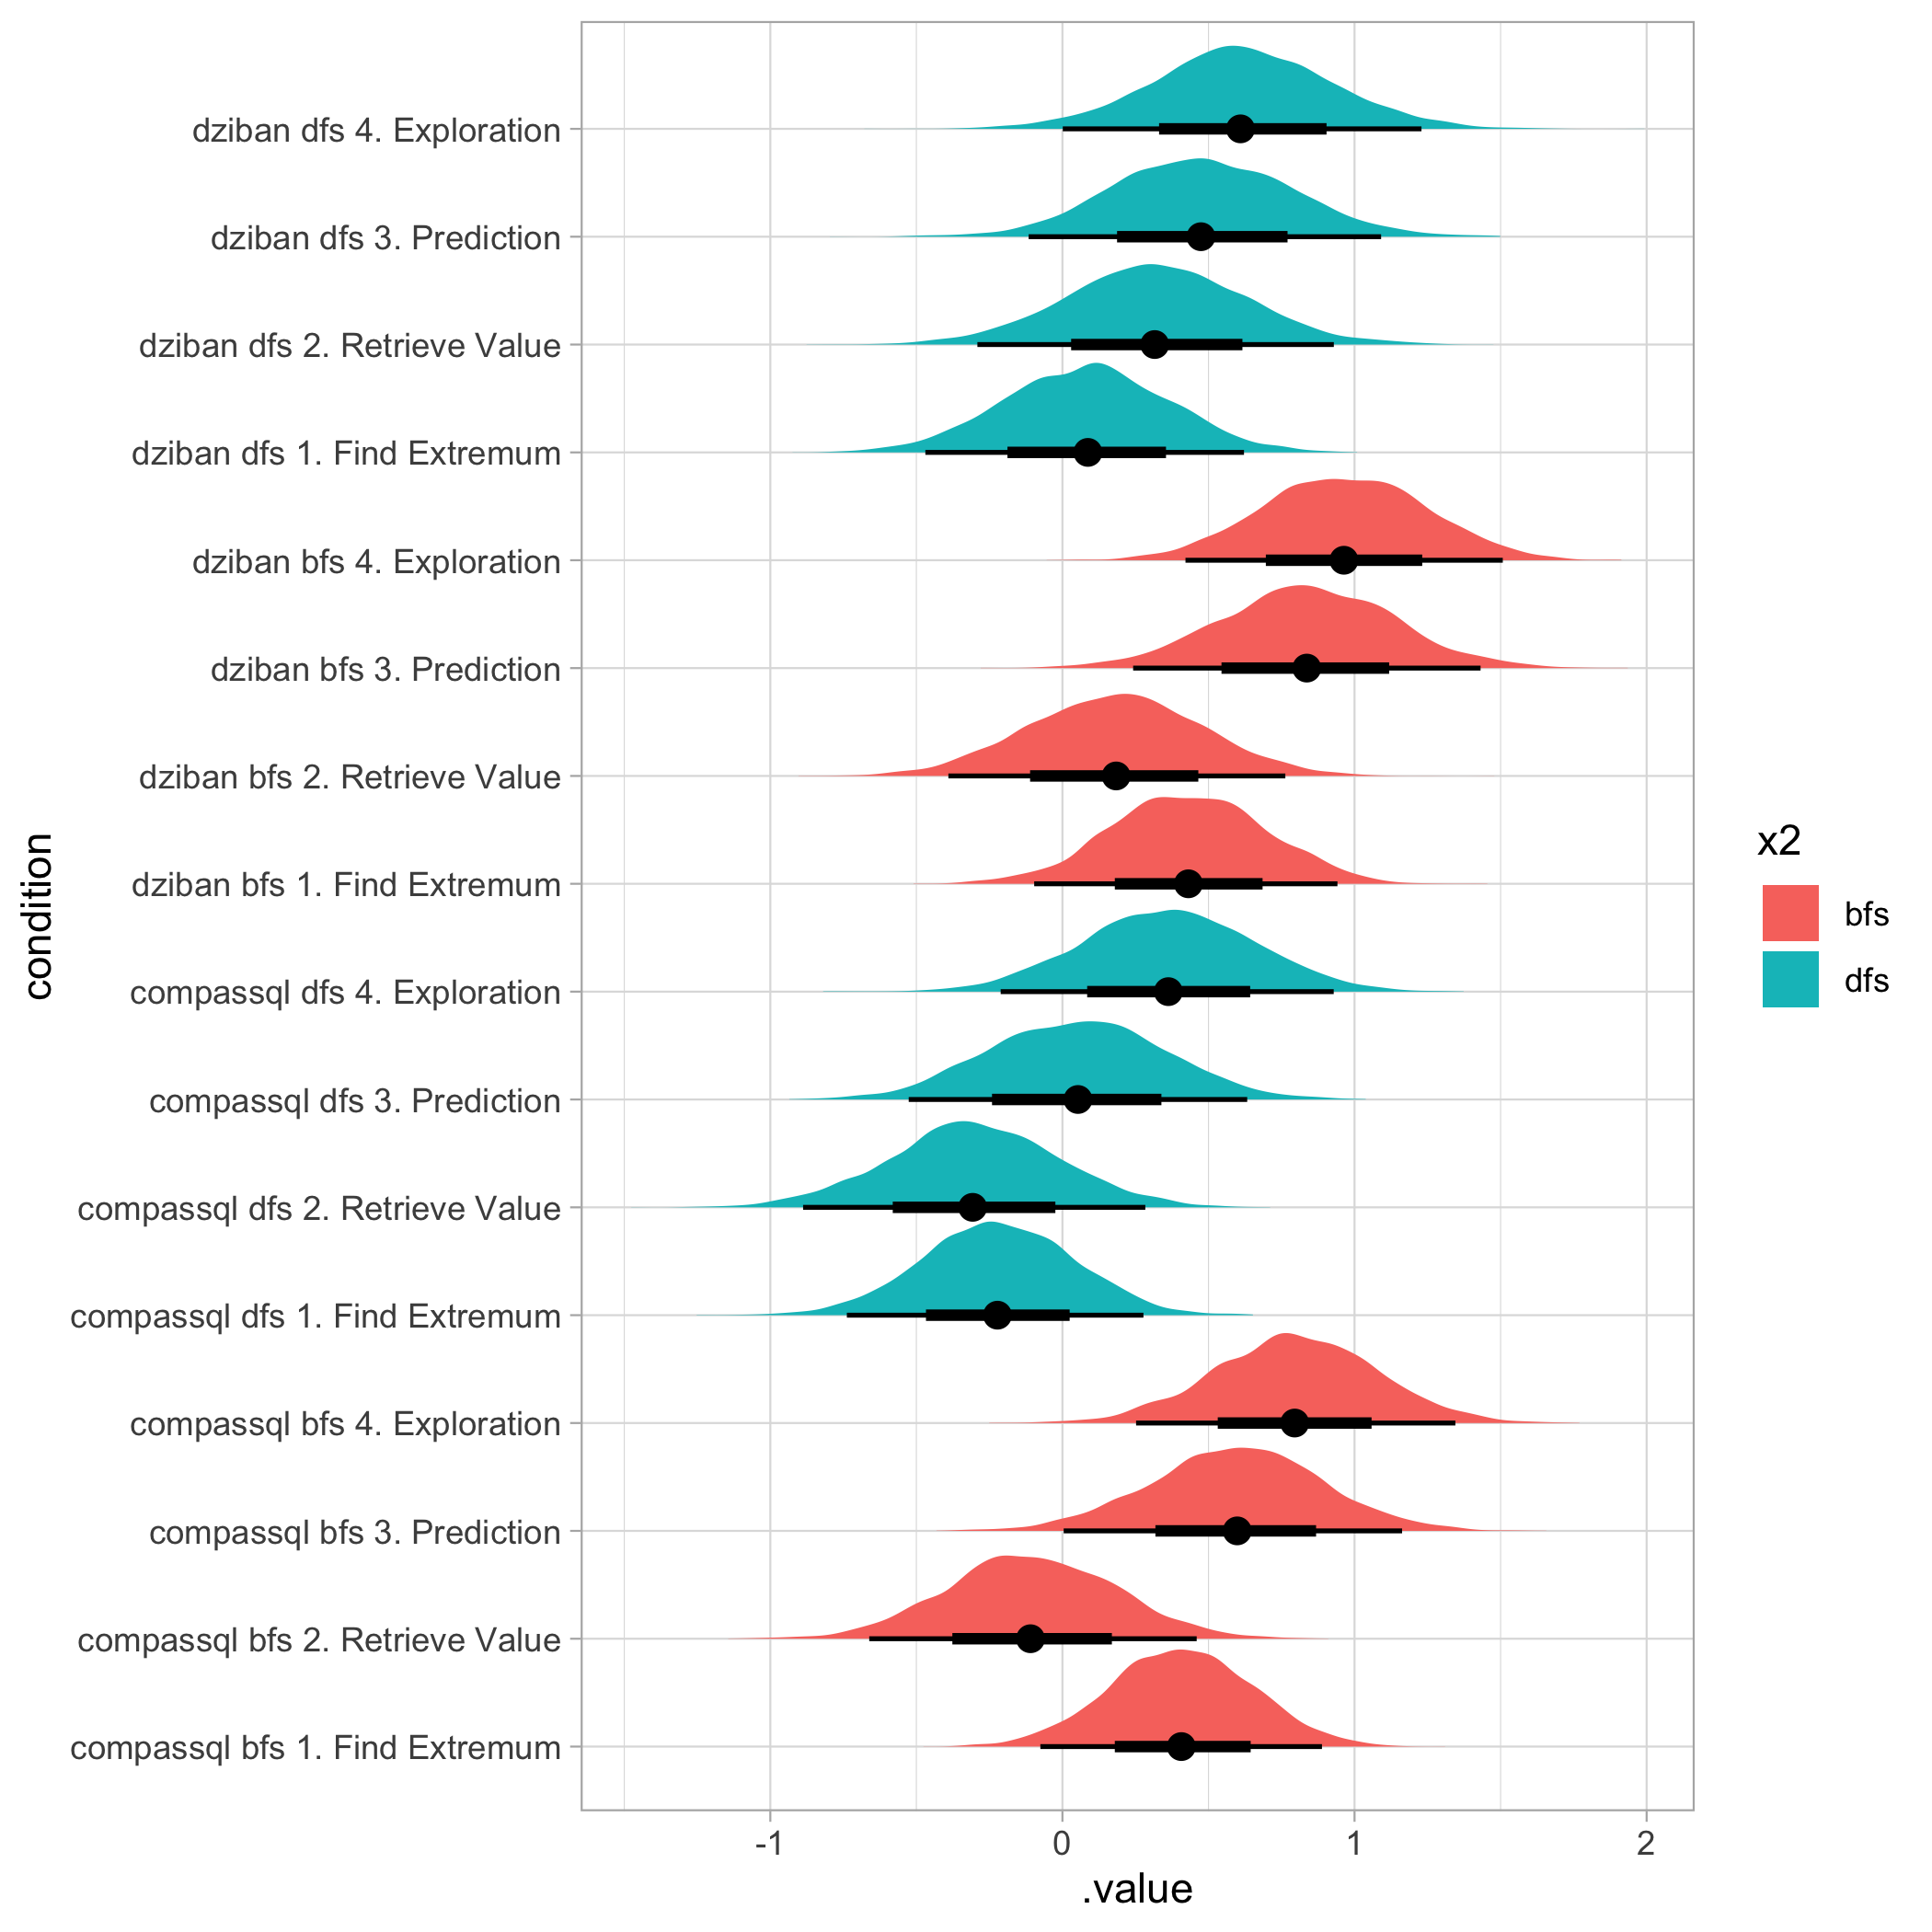 dziban dfs 4. Exploration
dziban dfs 3. Prediction
dziban dfs 2. Retrieve Value
dziban dfs 1. Find Extremum
dziban bfs 4. Exploration
dziban bfs 3. Prediction
dziban bfs 2. Retrieve Value
dziban bfs 1. Find Extremum
compassql dfs 4. Exploration
compassql dfs 3. Prediction
compassql dfs 2. Retrieve Value
compassql dfs 1. Find Extremum
compassql bfs 4. Exploration
compassql bfs 3. Prediction
compassql bfs 2. Retrieve Value
compassql bfs 1. Find Extremum
condition
-1 0 1 2
.value
x2
bfs
dfs